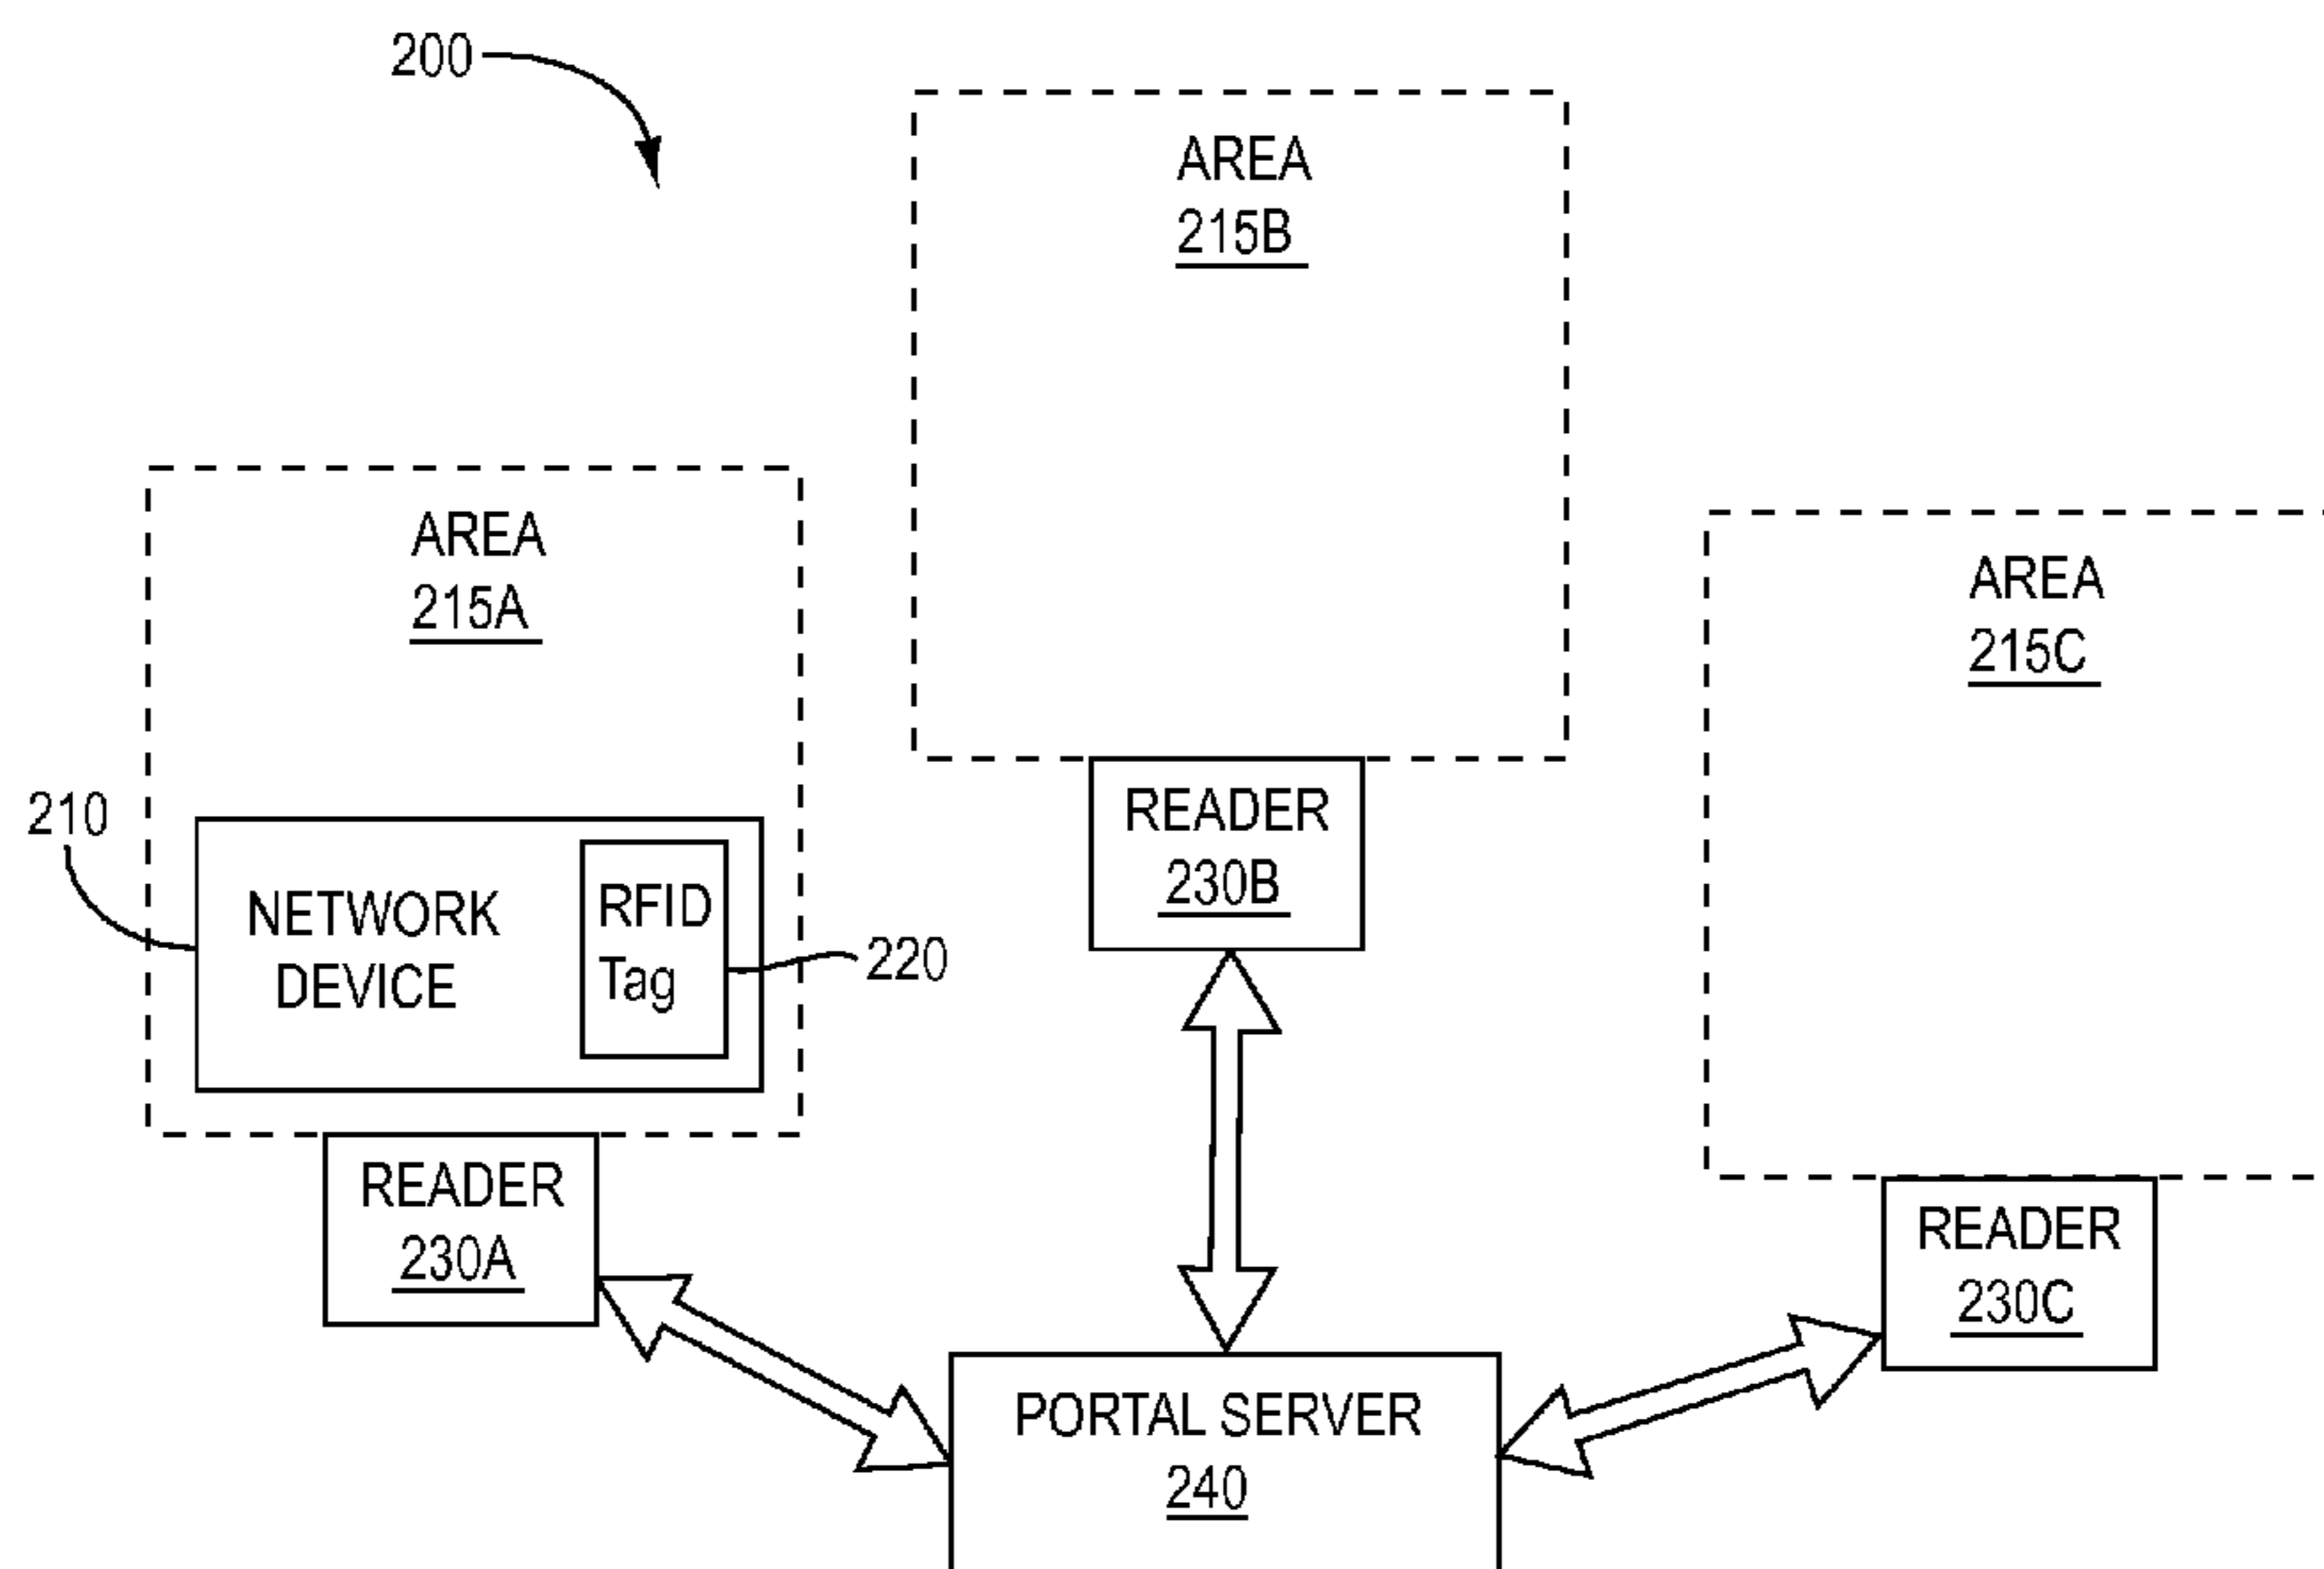 200
AREA
215B
AREA
215A
AREA
215C
210
NETWORK
DEVICE
RFID
Tag
220
READER
230B
READER
230A
READER
230C
PORTAL SERVER
240